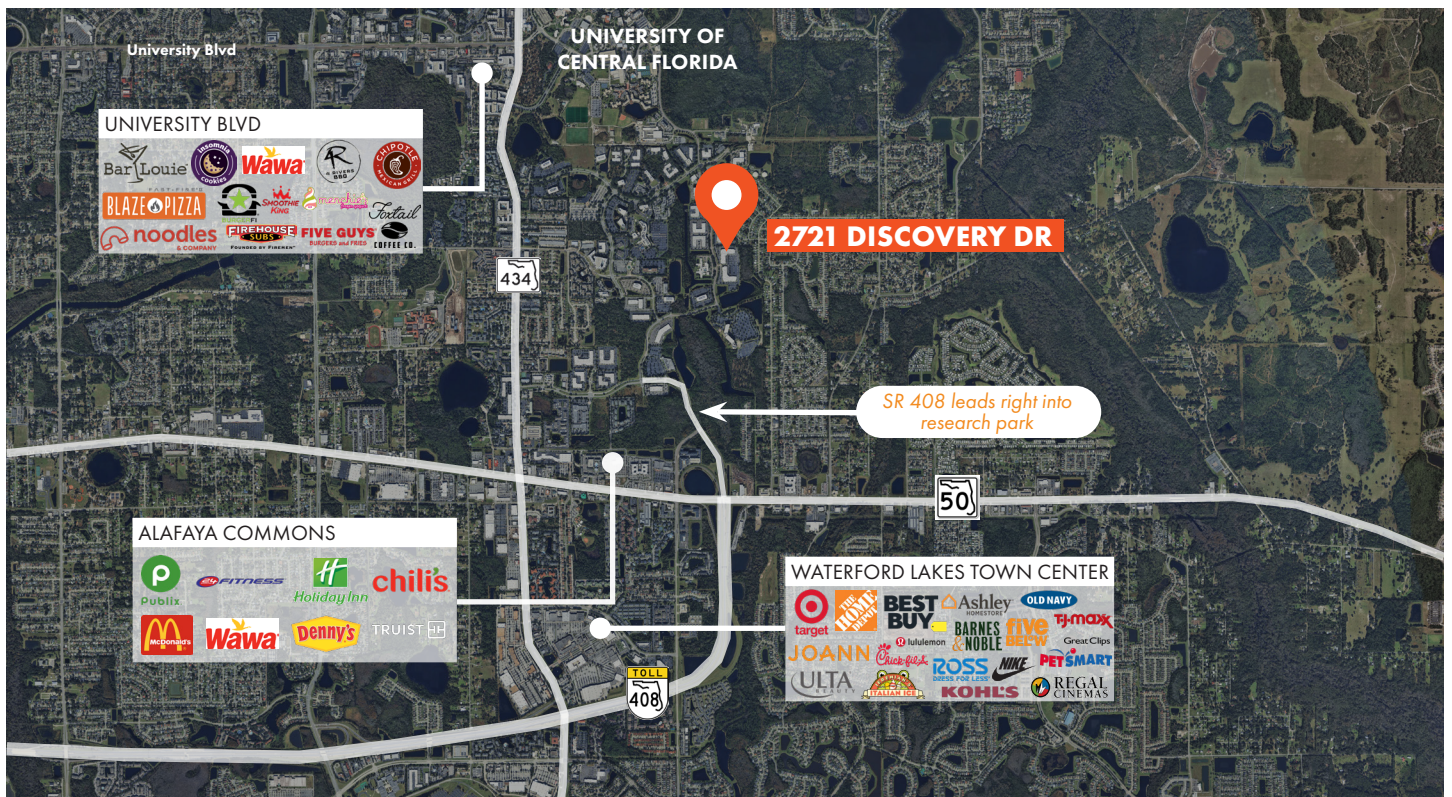 University Blvd
UNIVERSITY OF
CENTRAL FLORIDA
UNIVERSITY BLVD
Bar Louie
insomnia
cookies
Wawa
4R
4 RIVERS
BBQ
CHIPOTLE
MEXICAN GRILL
FAST-FIRE'D
BLAZE PIZZA
FI
SMOOTHIE
KING
menchie's
Foxtail
COFFEE CO.
noodles
& COMPANY
FIREHOUSE
SUBS
FOUNDED BY FIREMEN
FIVE GUYS
BURGERS and FRIES
2721 DISCOVERY DR
434
SR 408 leads right into
research park
50
ALAFAYA COMMONS
P
Publix
24 FITNESS
H
Holiday Inn
chili's
M
McDonald's
Wawa
Denny's
TRUIST
WATERFORD LAKES TOWN CENTER
target
THE
HOME
DEPOT
BEST
BUY
Ashley
HOMESTORE
OLD NAVY
lululemon
BARNES
&NOBLE
five
BELOW
T·J·maxx
Great Clips
JOANN
Chick-fil-A
ROSS
DRESS FOR LESS
NIKE
PETSMART
ULTA
BEAUTY
JEREMIAH'S
ITALIAN ICE
KOHL'S
REGAL
CINEMAS
TOLL
408